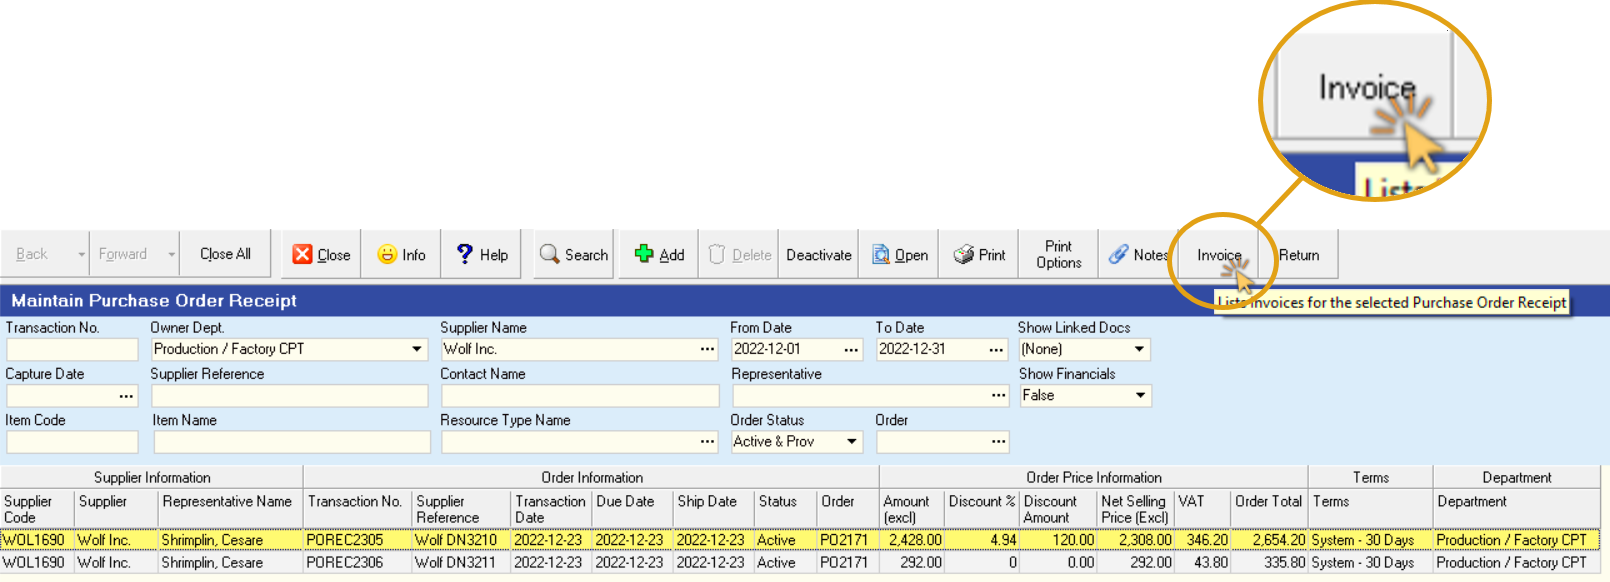 Invoice
Lists
Back Forward Close All Close Info Help Search Add Delete Deactivate Open Print Print Options Notes Invoice Return
Lists Invoices for the selected Purchase Order Receipt
Maintain Purchase Order Receipt
Transaction No. Owner Dept. Supplier Name From Date To Date Show Linked Docs
Production / Factory CPT Wolf Inc. ... 2022-12-01 ... 2022-12-31 ... (None)
Capture Date Supplier Reference Contact Name Representative Show Financials
... ... False
Item Code Item Name Resource Type Name Order Status Order
... Active & Prov ...
Supplier Information Order Information Order Price Information Terms Department
Supplier Code Supplier Representative Name Transaction No. Supplier Reference Transaction Date Due Date Ship Date Status Order Amount (excl) Discount % Discount Amount Net Selling Price (Excl) VAT Order Total Terms Department
WOL1690 Wolf Inc. Shrimplin, Cesare POREC2305 Wolf DN3210 2022-12-23 2022-12-23 2022-12-23 Active PO2171 2,428.00 4.94 120.00 2,308.00 346.20 2,654.20 System - 30 Days Production / Factory CPT
WOL1690 Wolf Inc. Shrimplin, Cesare POREC2306 Wolf DN3211 2022-12-23 2022-12-23 2022-12-23 Active PO2171 292.00 0 0.00 292.00 43.80 335.80 System - 30 Days Production / Factory CPT